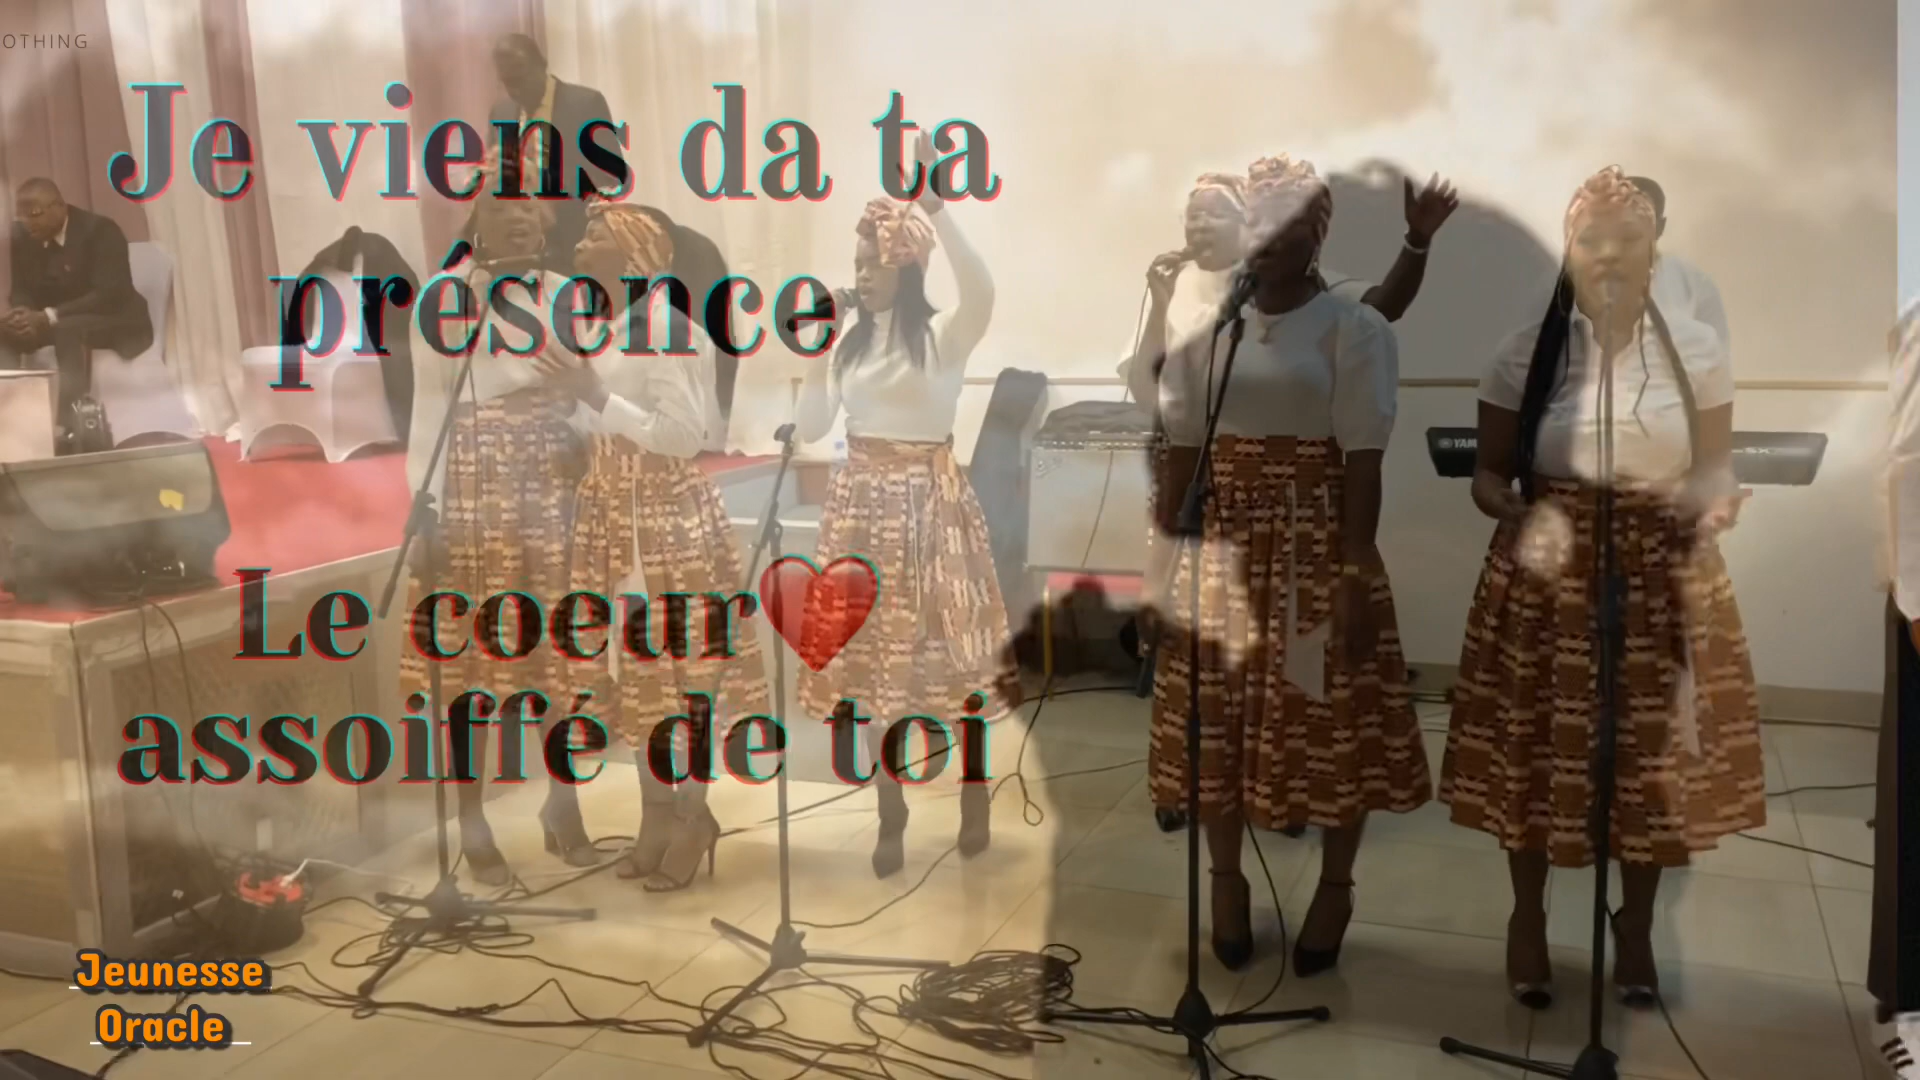 OTHING
Je viens da ta
présence
Le coeur❤️
assoiffé de toi
Jeunesse
Oracle